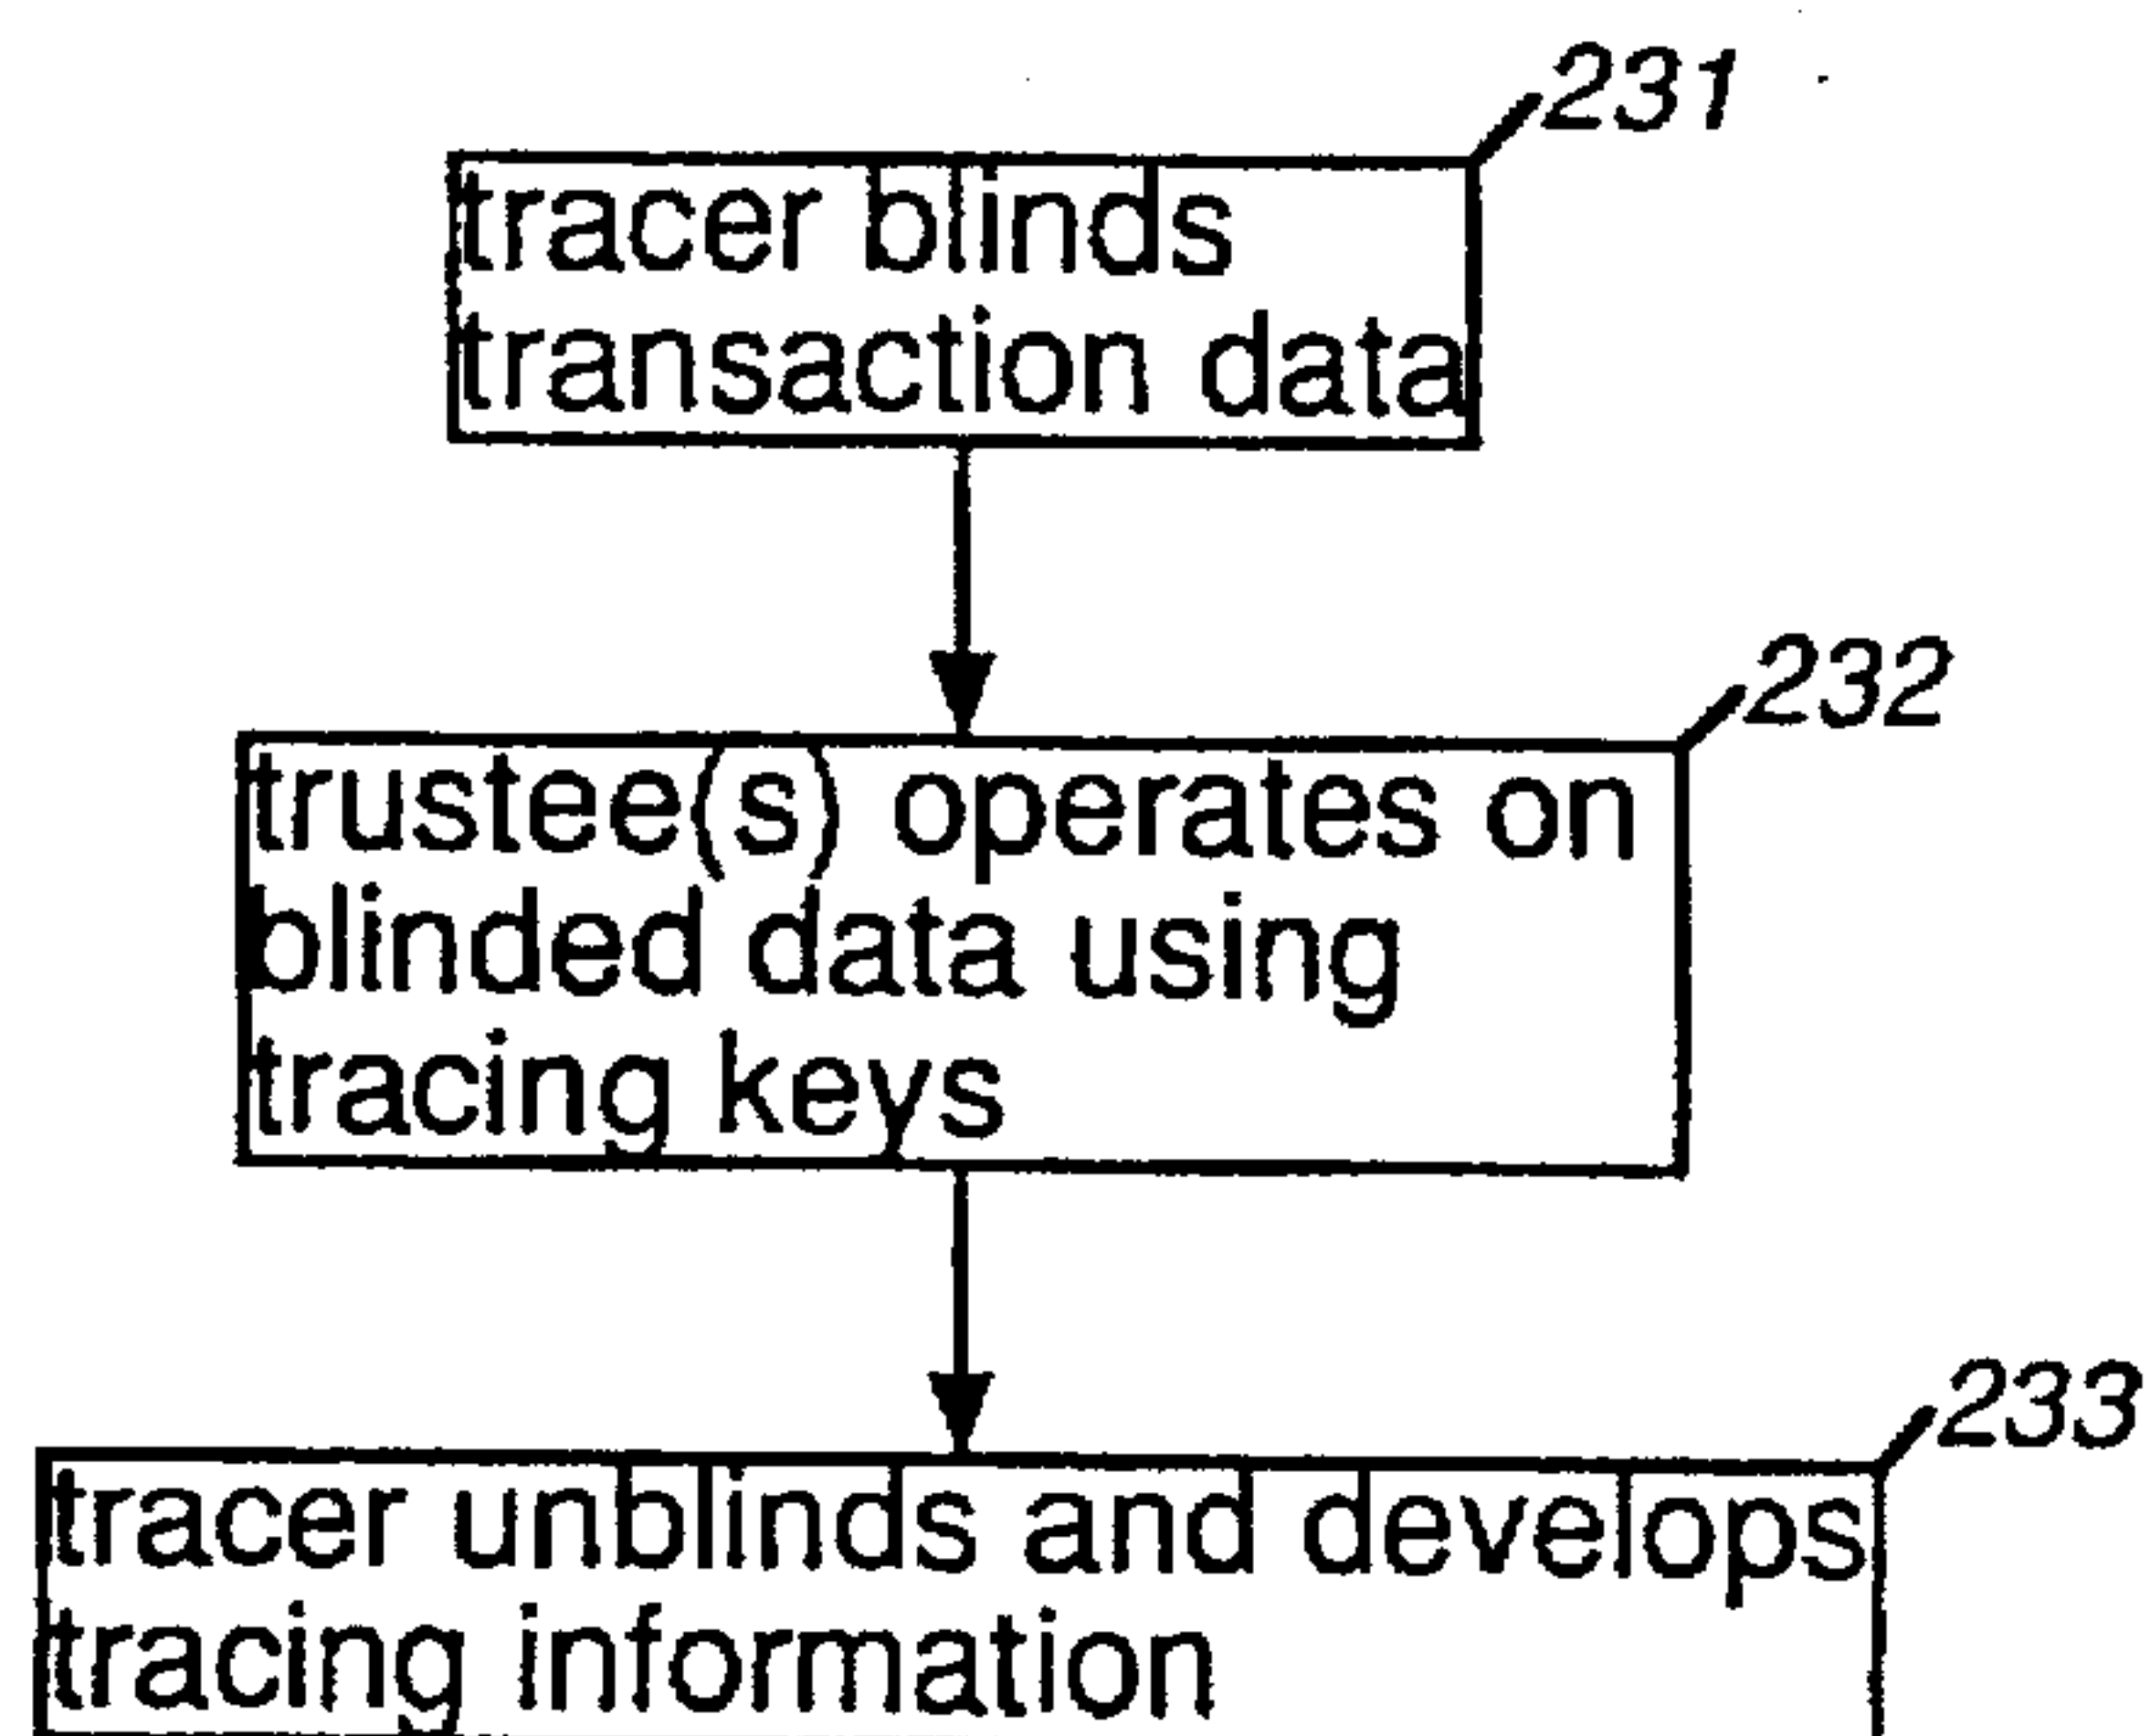 231
tracer blinds
transaction data
232
trustee(s) operates on
blinded data using
tracing keys
233
tracer unblinds and develops
tracing information